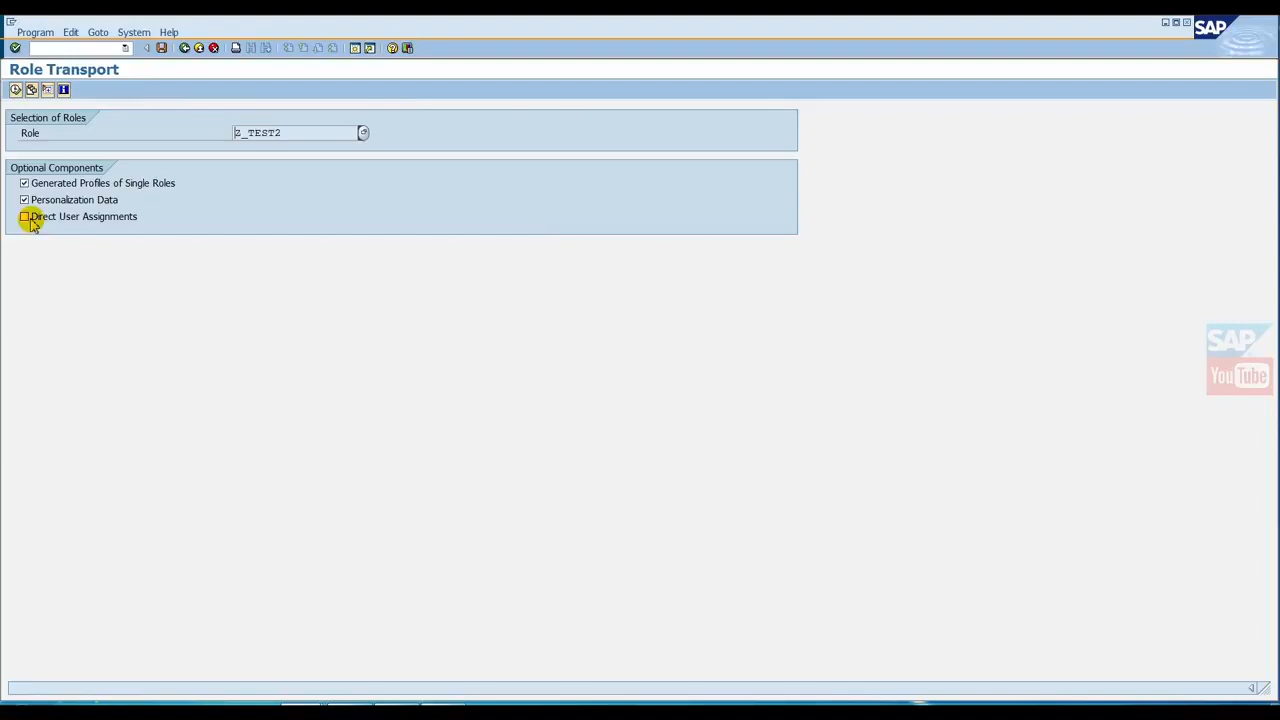 Program Edit Goto System Help
SAP
Role Transport
Selection of Roles
Role Z_TEST2
Optional Components
Generated Profiles of Single Roles
Personalization Data
Direct User Assignments
SAP
YouTube